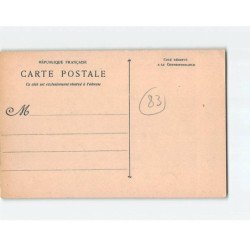 RÉPUBLIQUE FRANÇAISE
CARTE POSTALE
Ce côté est exclusivement réservé à l'adresse
M
CÔTÉ RÉSERVÉ
A LA CORRESPONDANCE
83